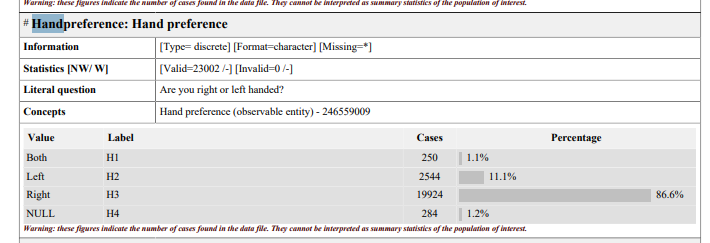 Warning: these figures indicate the number of cases found in the data file. They cannot be interpreted as summary statistics of the population of interest.
# Handpreference: Hand preference
Information [Type= discrete] [Format=character] [Missing=*]
Statistics [NW/ W] [Valid=23002 /-] [Invalid=0 /-]
Literal question Are you right or left handed?
Concepts Hand preference (observable entity) - 246559009
Value Label Cases Percentage
Both H1 250 1.1%
Left H2 2544 11.1%
Right H3 19924 86.6%
NULL H4 284 1.2%
Warning: these figures indicate the number of cases found in the data file. They cannot be interpreted as summary statistics of the population of interest.